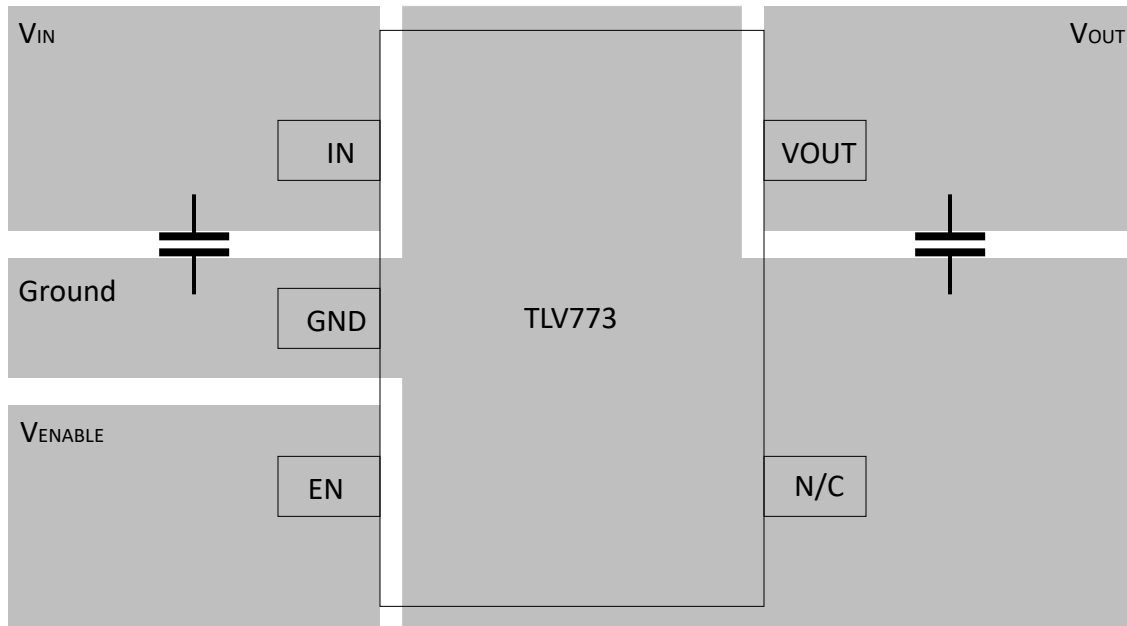 VIN
VOUT
IN
VOUT
Ground
GND
TLV773
VENABLE
EN
N/C